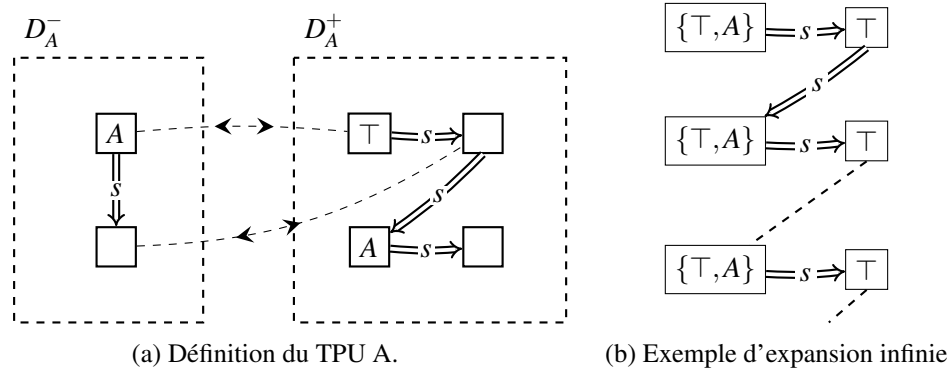 D_A^- D_A^+
A ⊤ s
s s
A s
(a) Définition du TPU A.
{⊤, A} s ⊤
s
{⊤, A} s ⊤
{⊤, A} s ⊤
(b) Exemple d'expansion infinie